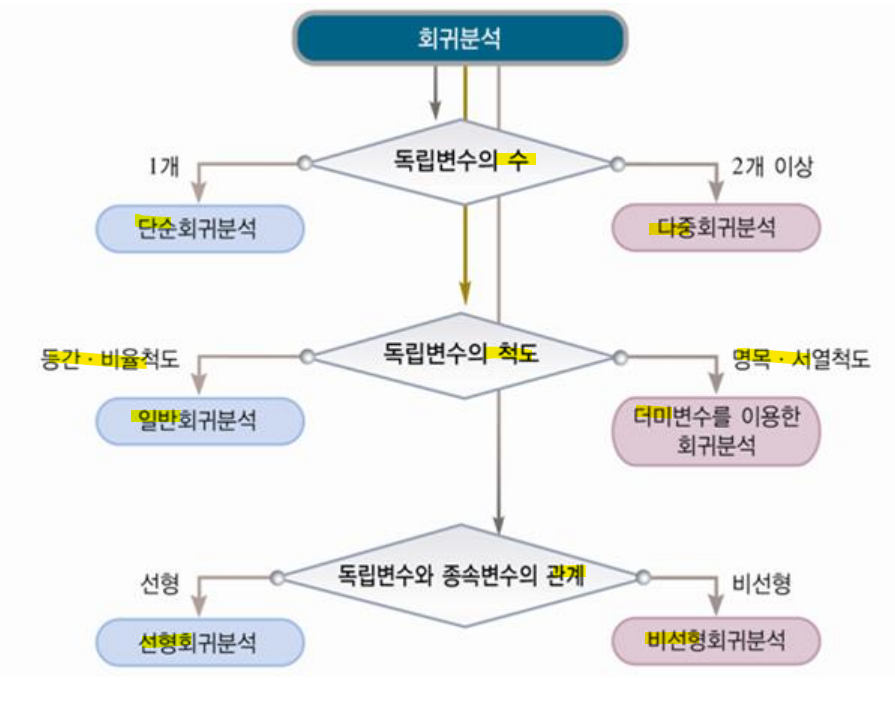 회귀분석
독립변수의 수
1개
2개 이상
단순회귀분석
다중회귀분석
독립변수의 척도
등간·비율척도
명목·서열척도
일반회귀분석
더미변수를 이용한
회귀분석
독립변수와 종속변수의 관계
선형
비선형
선형회귀분석
비선형회귀분석